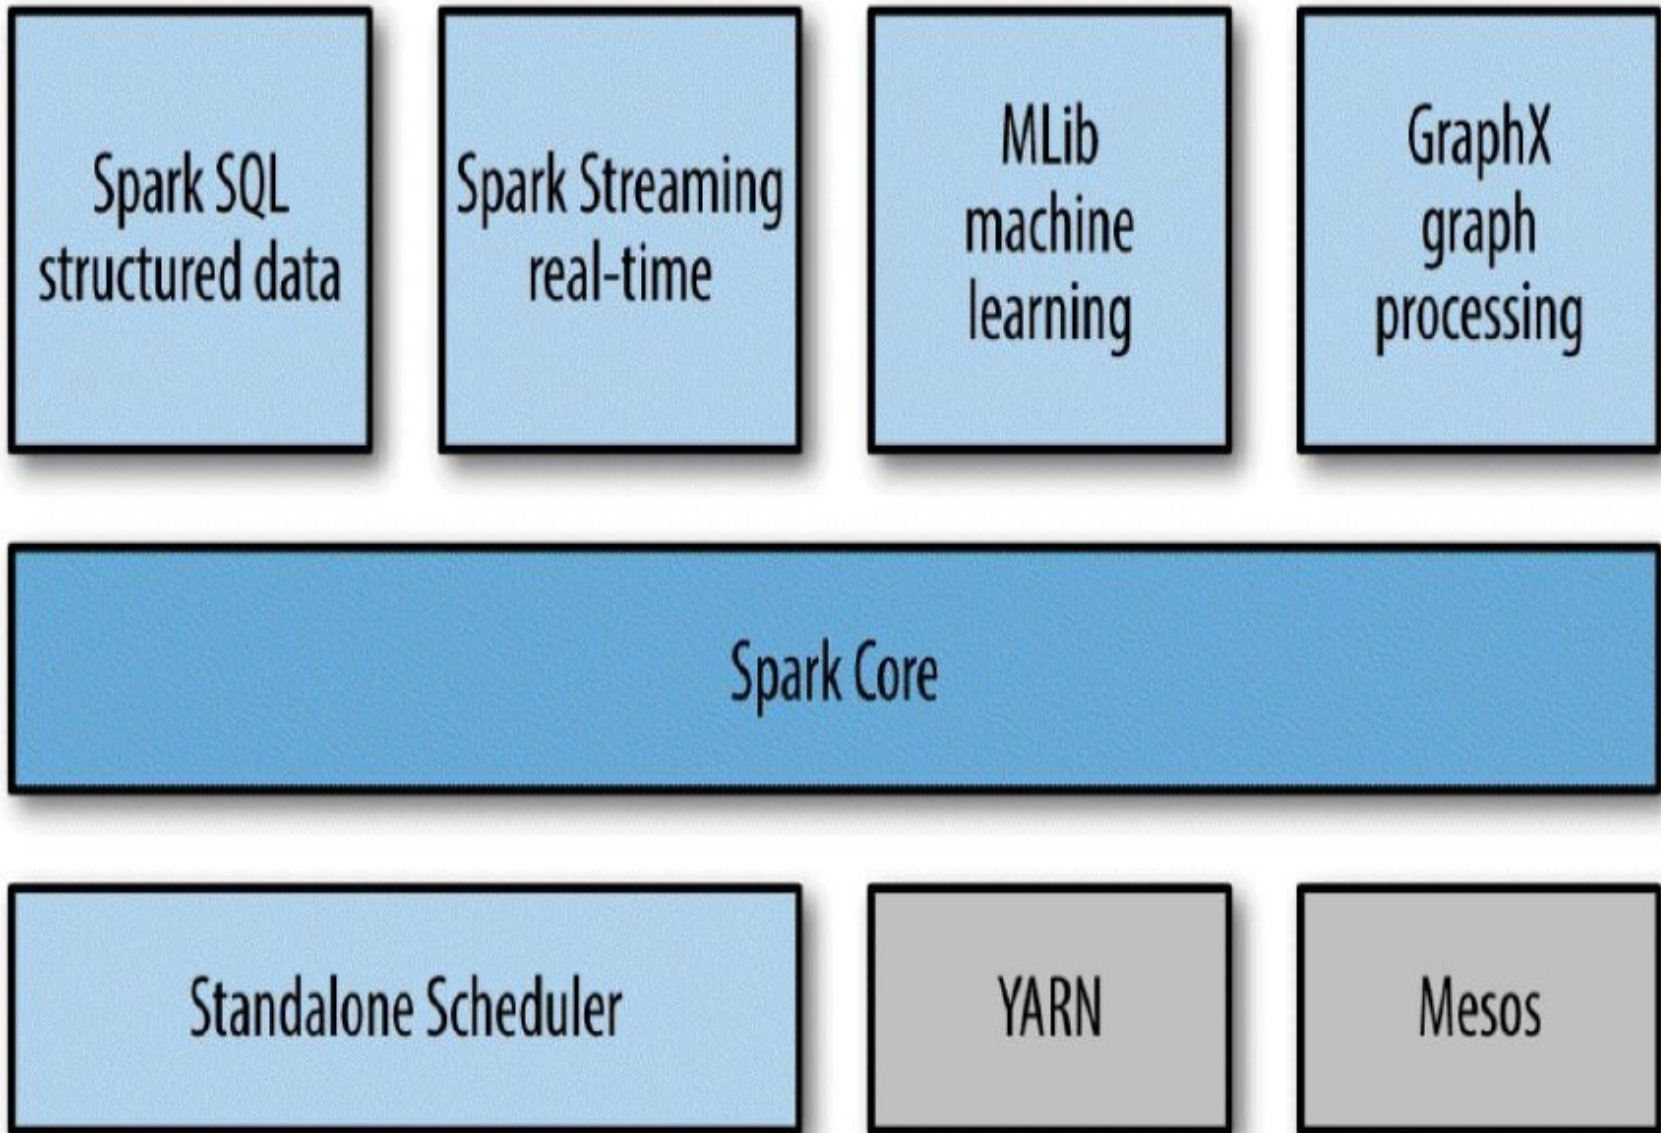 Spark SQL
structured data
Spark Streaming
real-time
MLib
machine
learning
GraphX
graph
processing
Spark Core
Standalone Scheduler
YARN
Mesos